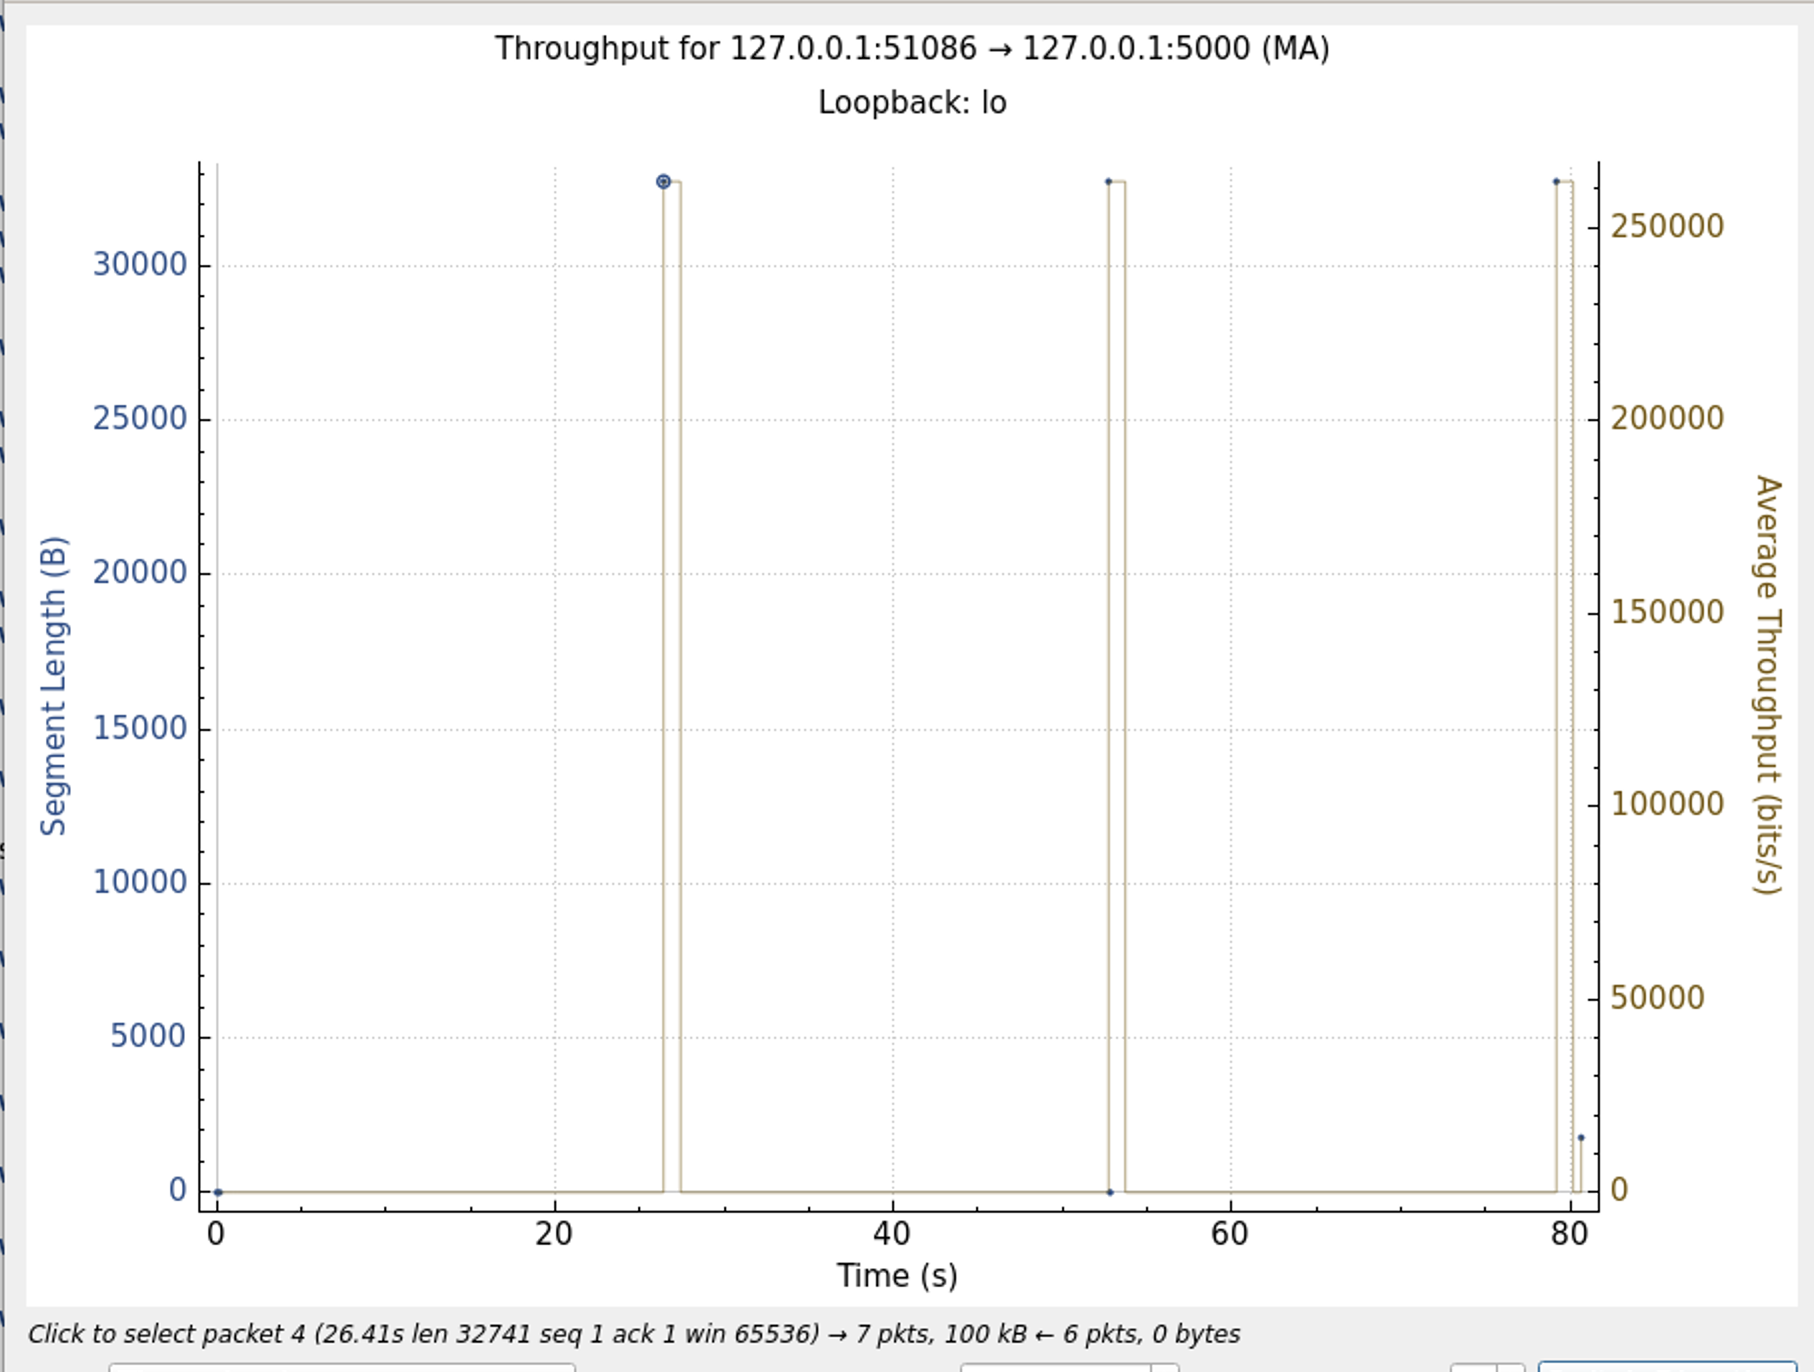 Throughput for 127.0.0.1:51086 → 127.0.0.1:5000 (MA)
Loopback: lo
Segment Length (B)
30000
25000
20000
15000
10000
5000
0
250000
200000
150000
100000
50000
0
Average Throughput (bits/s)
0 20 40 60 80
Time (s)
Click to select packet 4 (26.41s len 32741 seq 1 ack 1 win 65536) → 7 pkts, 100 kB ← 6 pkts, 0 bytes